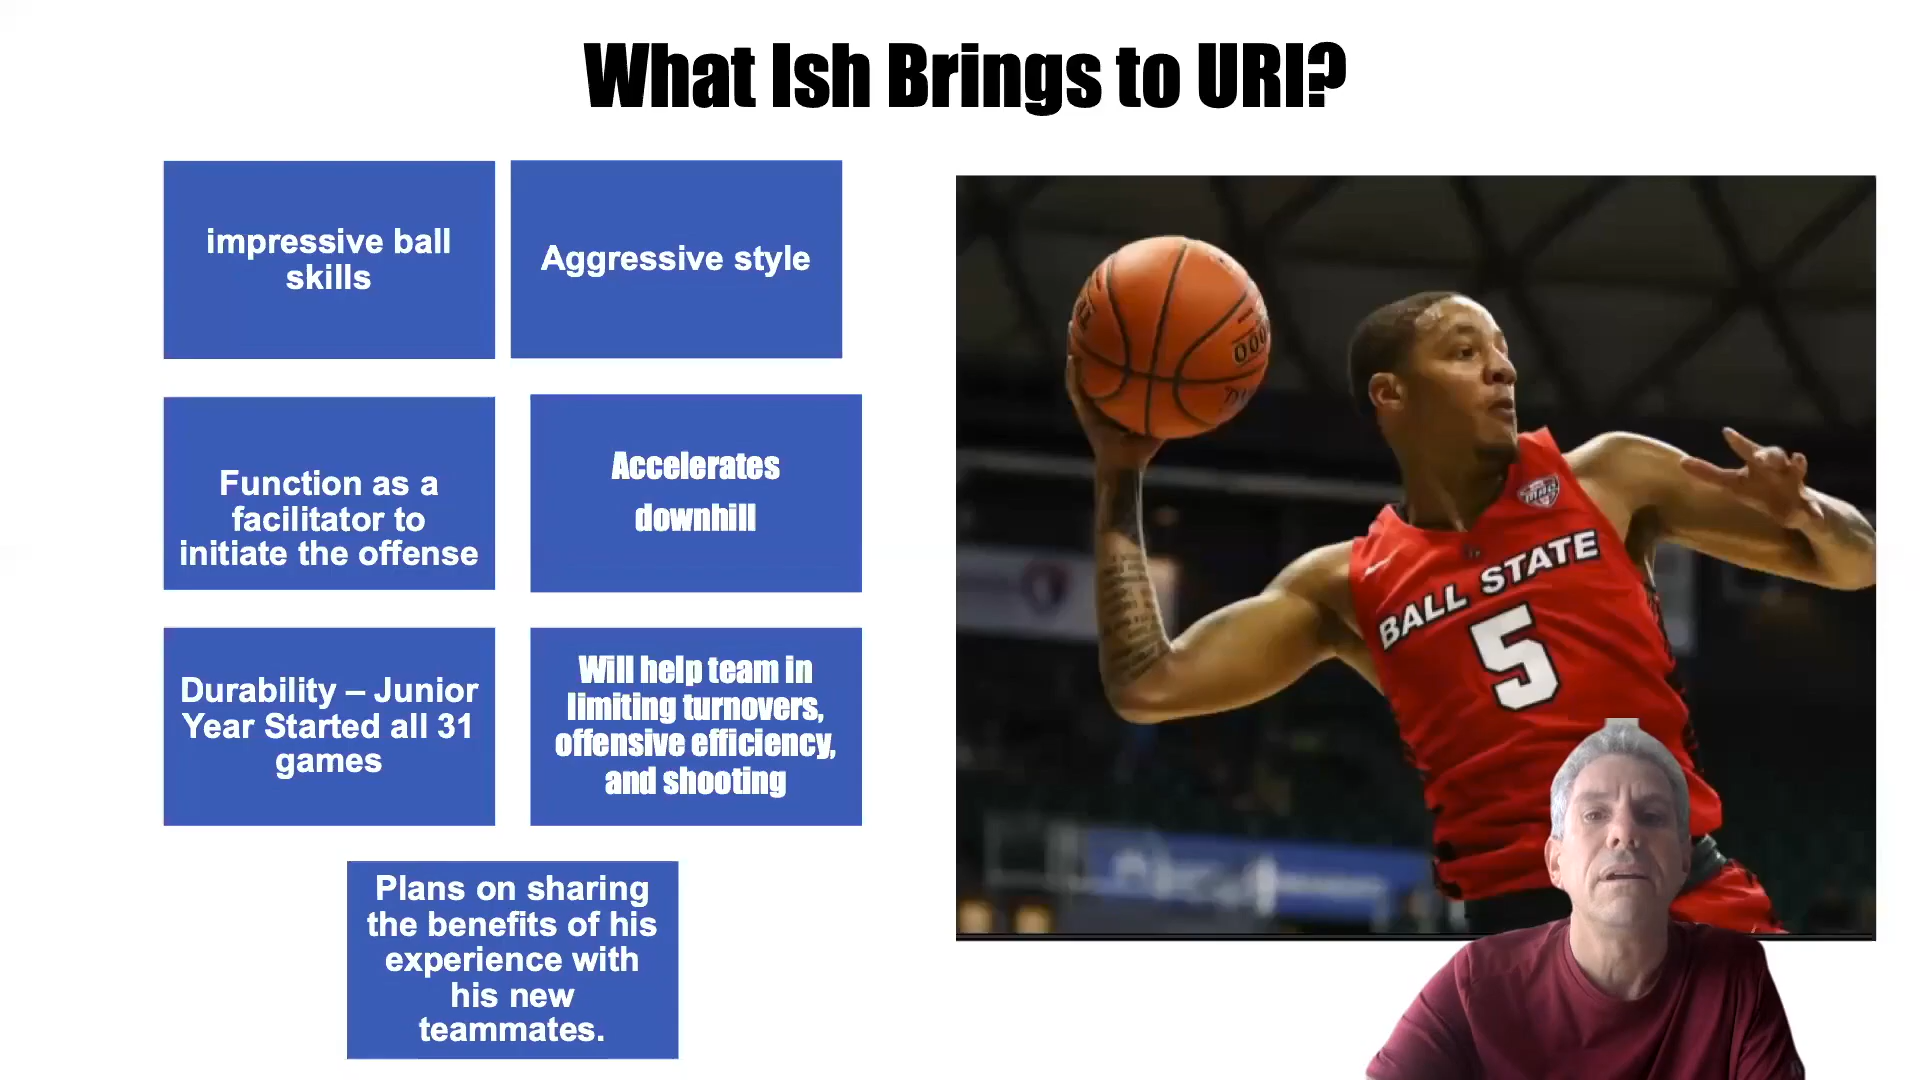 What Ish Brings to URI?
impressive ball
skills
Aggressive style
Function as a
facilitator to
initiate the offense
Accelerates
downhill
Durability – Junior
Year Started all 31
games
Will help team in
limiting turnovers,
offensive efficiency,
and shooting
Plans on sharing
the benefits of his
experience with
his new
teammates.
BALL STATE
5